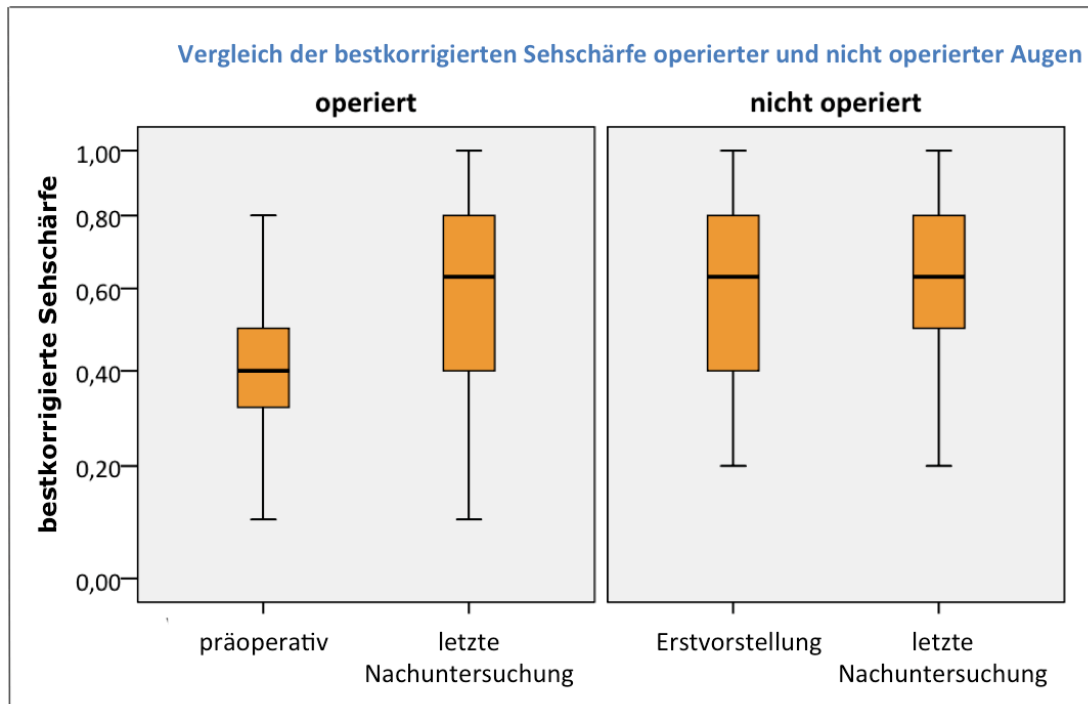 Vergleich der bestkorrigierten Sehschärfe operierter und nicht operierter Augen
operiert
nicht operiert
bestkorrigierte Sehschärfe
1,00
0,80
0,60
0,40
0,20
0,00
präoperativ
letzte
Nachuntersuchung
Erstvorstellung
letzte
Nachuntersuchung